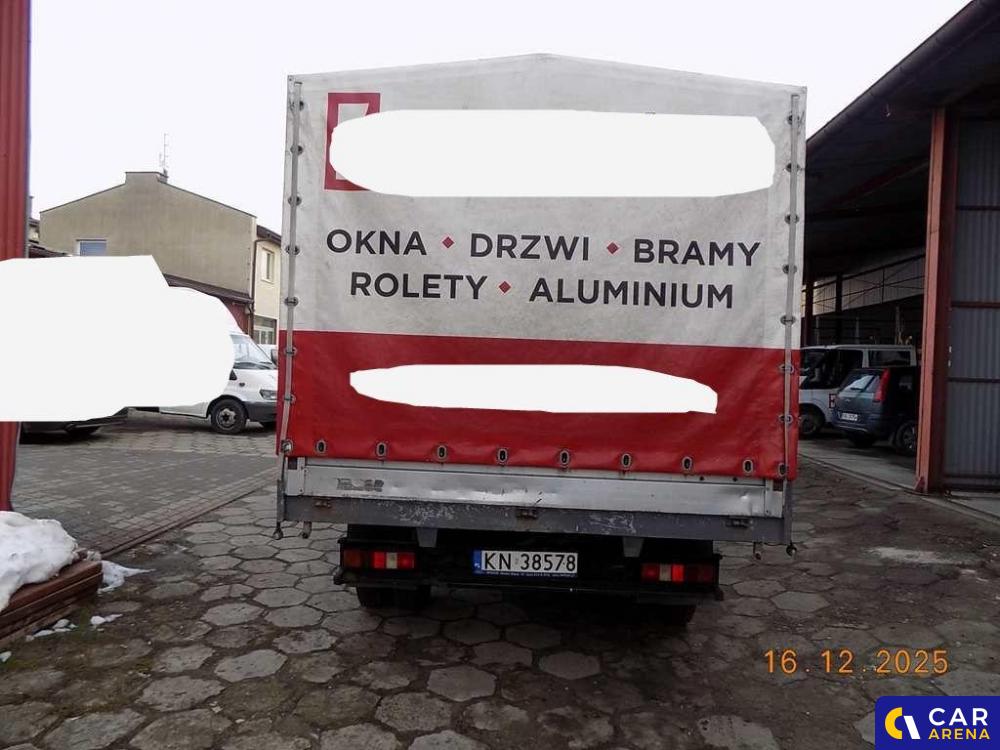 OKNA • DRZWI • BRAMY
ROLETY • ALUMINIUM
KN 38578
16.12.2025
CAR
ARENA